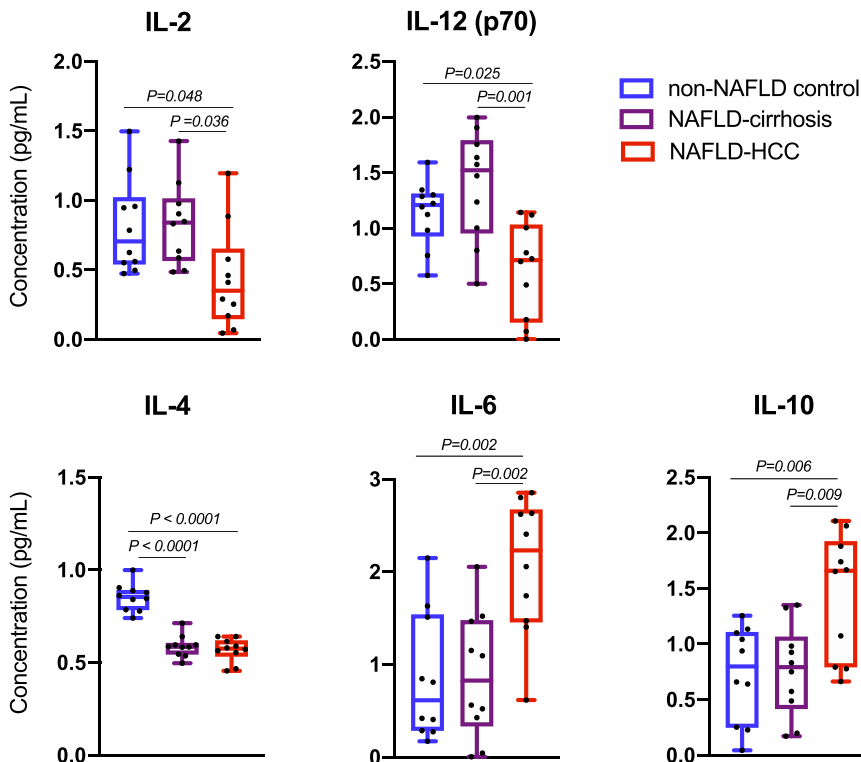 IL-2
IL-12 (p70)
Concentration (pg/mL)
2.0
1.5
1.0
0.5
0.0
P=0.048
P =0.036
2.5
2.0
1.5
1.0
0.5
0.0
P=0.025
P=0.001
non-NAFLD control
NAFLD-cirrhosis
NAFLD-HCC
IL-4
IL-6
IL-10
Concentration (pg/mL)
1.5
1.0
0.5
0.0
P < 0.0001
P < 0.0001
3
2
1
0
P=0.002
P=0.002
2.5
2.0
1.5
1.0
0.5
0.0
P=0.006
P=0.009